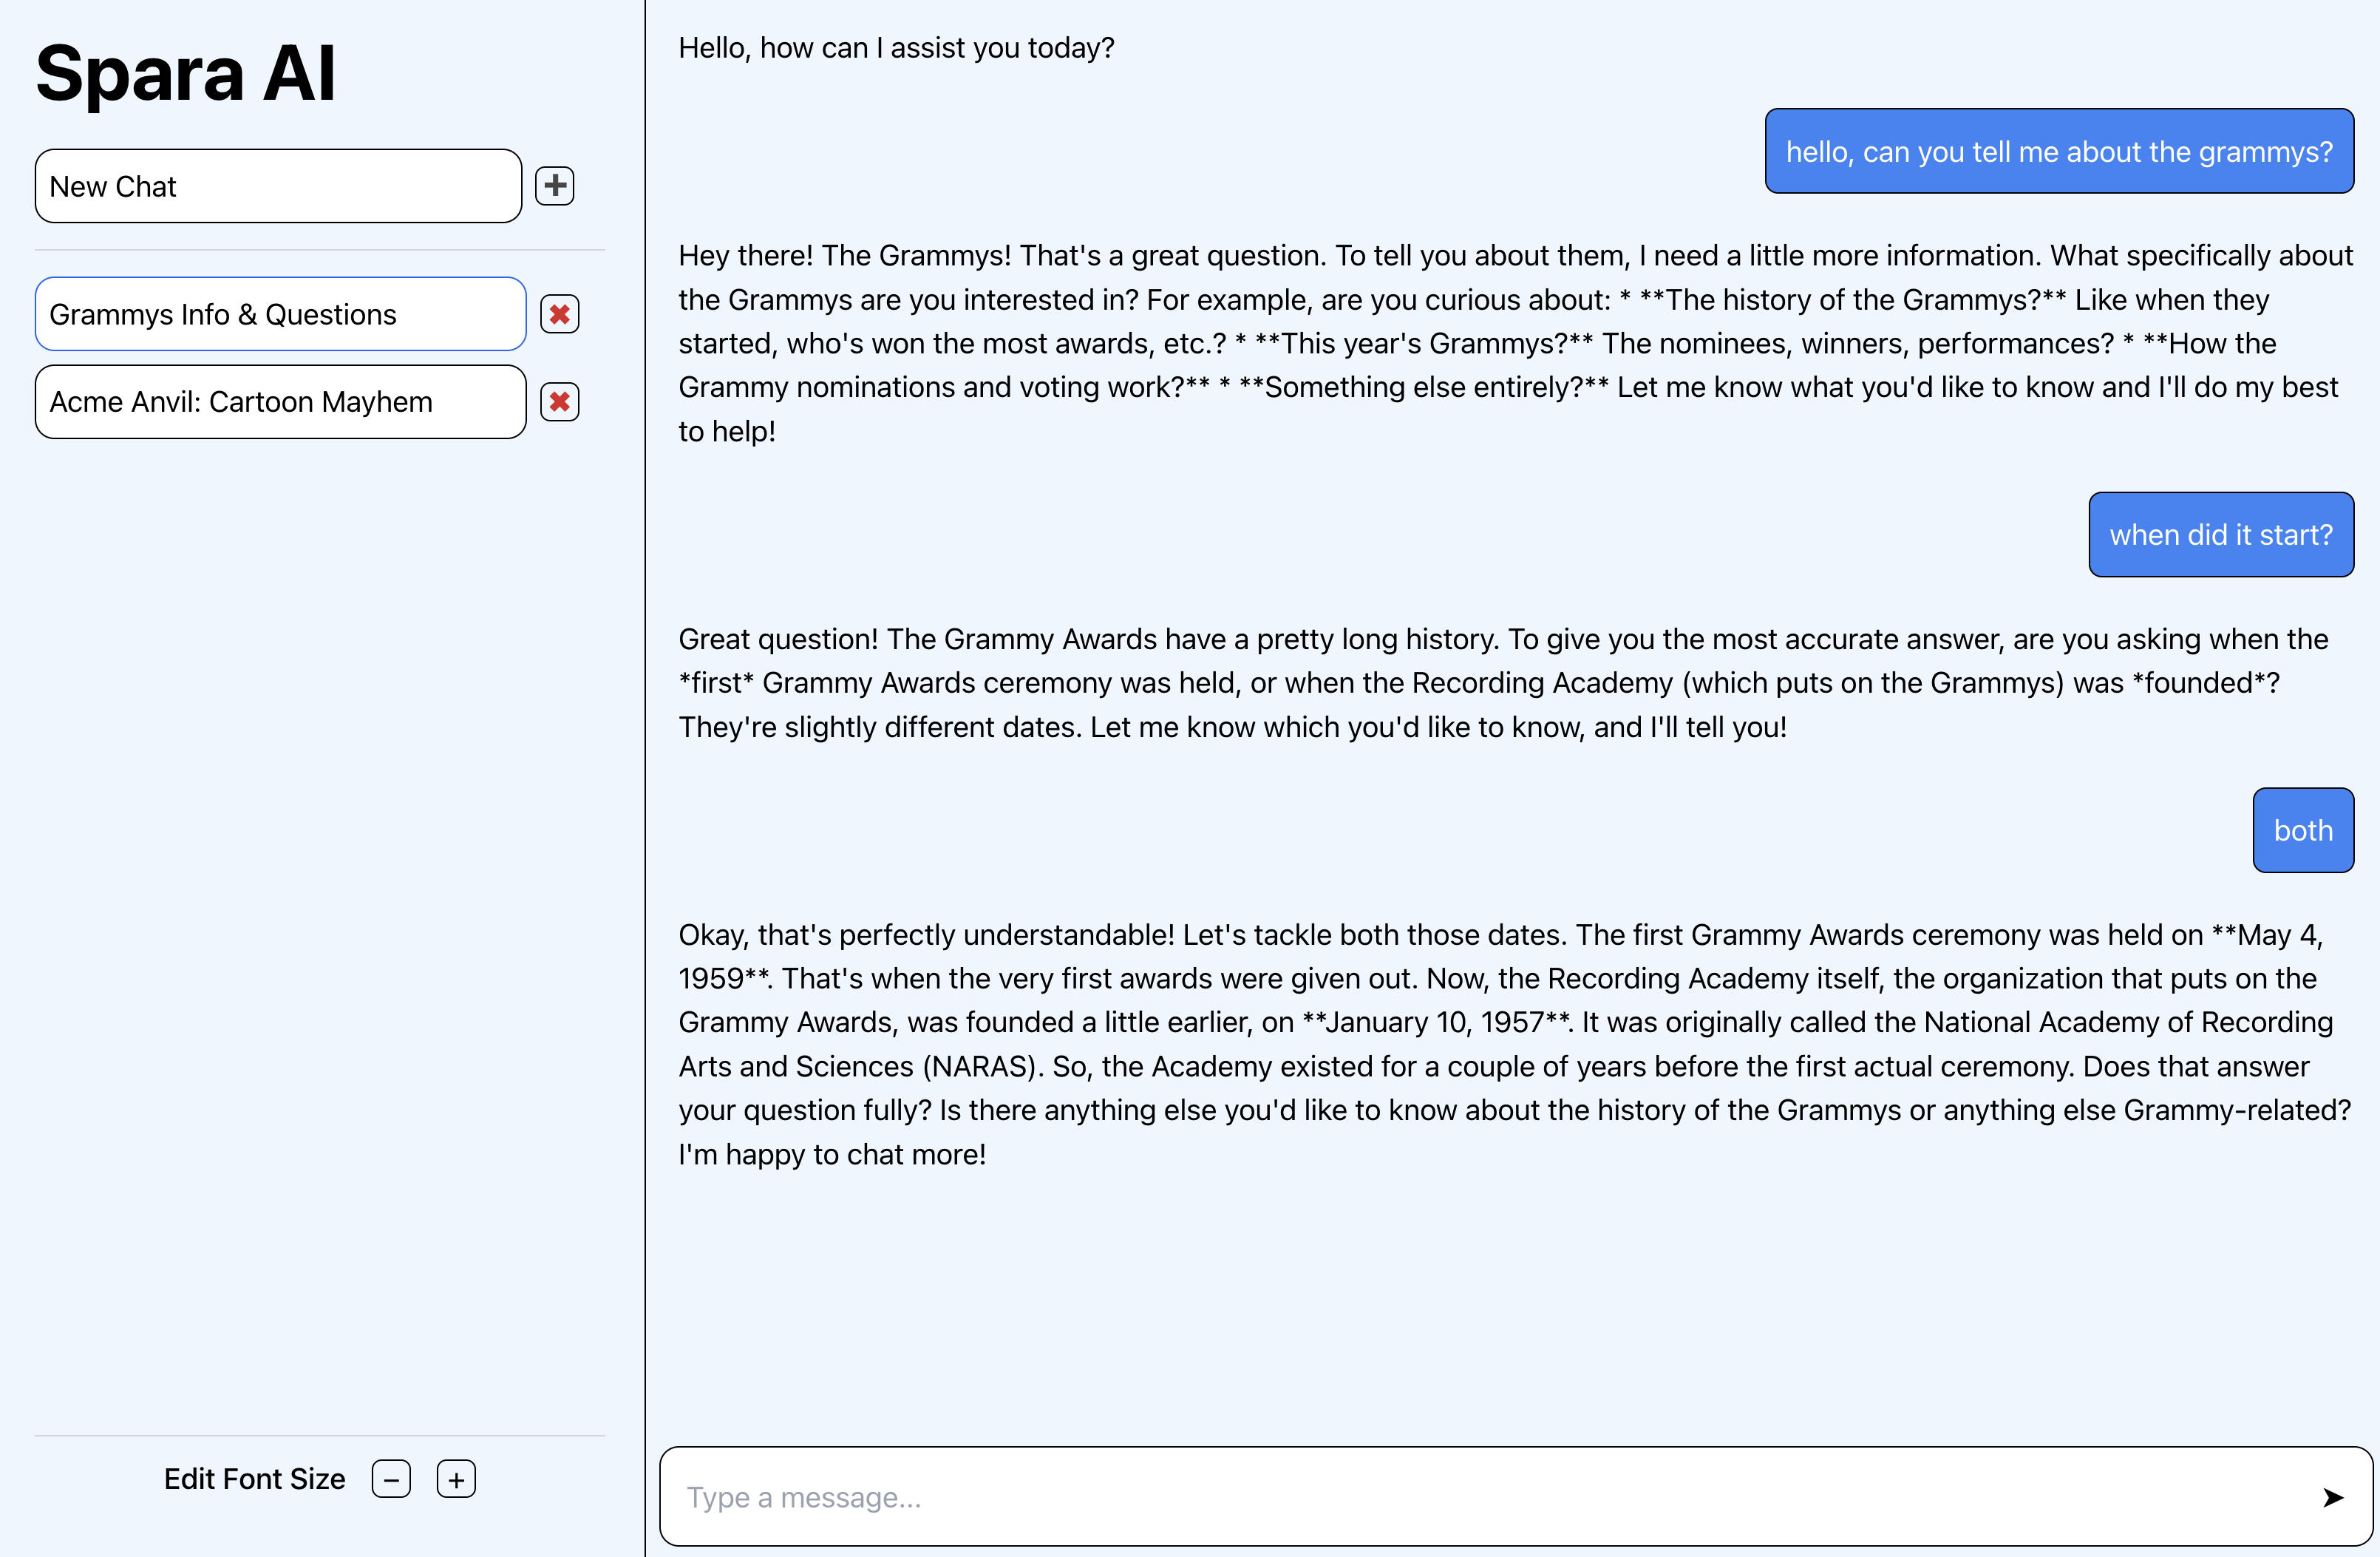 Spara AI
New Chat
Grammys Info & Questions
Acme Anvil: Cartoon Mayhem
Edit Font Size
Hello, how can I assist you today?
hello, can you tell me about the grammys?
Hey there! The Grammys! That's a great question. To tell you about them, I need a little more information. What specifically about
the Grammys are you interested in? For example, are you curious about: * **The history of the Grammys?** Like when they
started, who's won the most awards, etc.? * **This year's Grammys?** The nominees, winners, performances? * **How the
Grammy nominations and voting work?** * **Something else entirely?** Let me know what you'd like to know and I'll do my best
to help!
when did it start?
Great question! The Grammy Awards have a pretty long history. To give you the most accurate answer, are you asking when the
*first* Grammy Awards ceremony was held, or when the Recording Academy (which puts on the Grammys) was *founded*?
They're slightly different dates. Let me know which you'd like to know, and I'll tell you!
both
Okay, that's perfectly understandable! Let's tackle both those dates. The first Grammy Awards ceremony was held on **May 4,
1959**. That's when the very first awards were given out. Now, the Recording Academy itself, the organization that puts on the
Grammy Awards, was founded a little earlier, on **January 10, 1957**. It was originally called the National Academy of Recording
Arts and Sciences (NARAS). So, the Academy existed for a couple of years before the first actual ceremony. Does that answer
your question fully? Is there anything else you'd like to know about the history of the Grammys or anything else Grammy-related?
I'm happy to chat more!
Type a message...